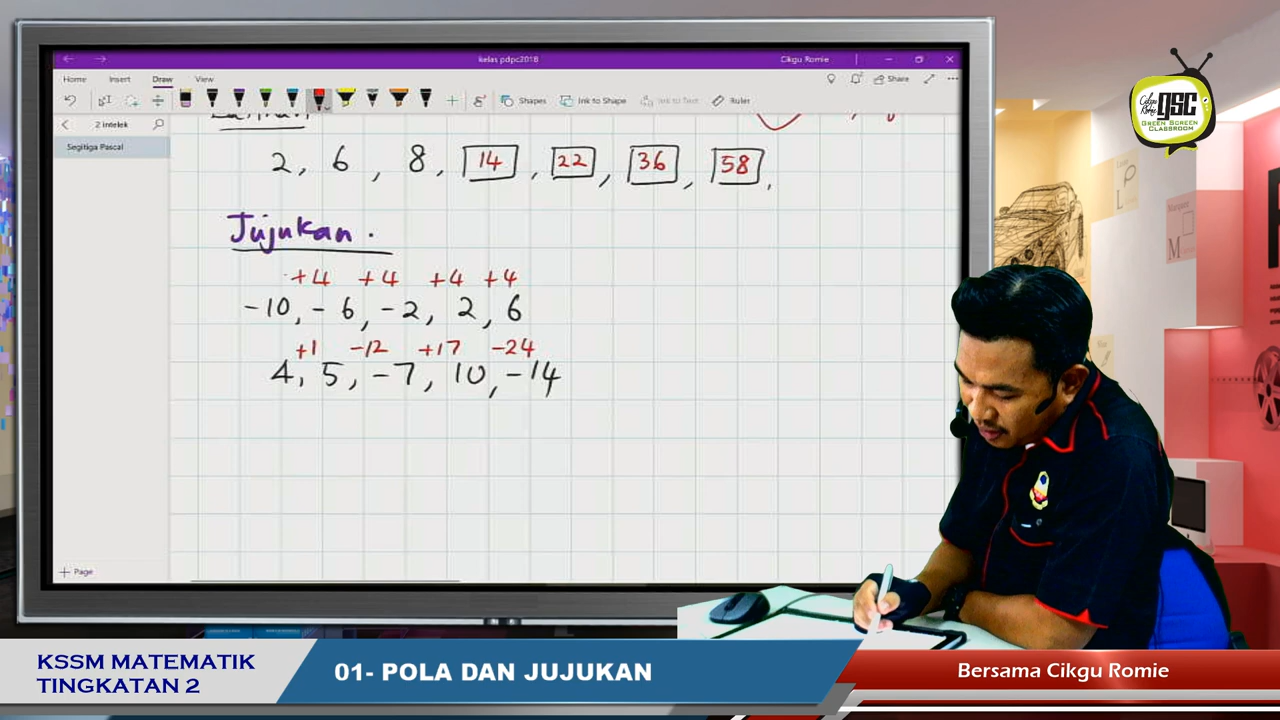 kelas pdpc2018
Cikgu Romie
Home Insert Draw View
Share
Shapes Ink to Shape Ink to Text Ruler
2 intelek
Segitiga Pascal
2, 6, 8, 14, 22, 36, 58,
Jujukan.
+4 +4 +4 +4
-10, -6, -2, 2, 6
+1 -12 +17 -24
4, 5, -7, 10, -14
+ Page
Cikgu Romie GSC
GREEN SCREEN
CLASSROOM
KSSM MATEMATIK
TINGKATAN 2
01- POLA DAN JUJUKAN
Bersama Cikgu Romie